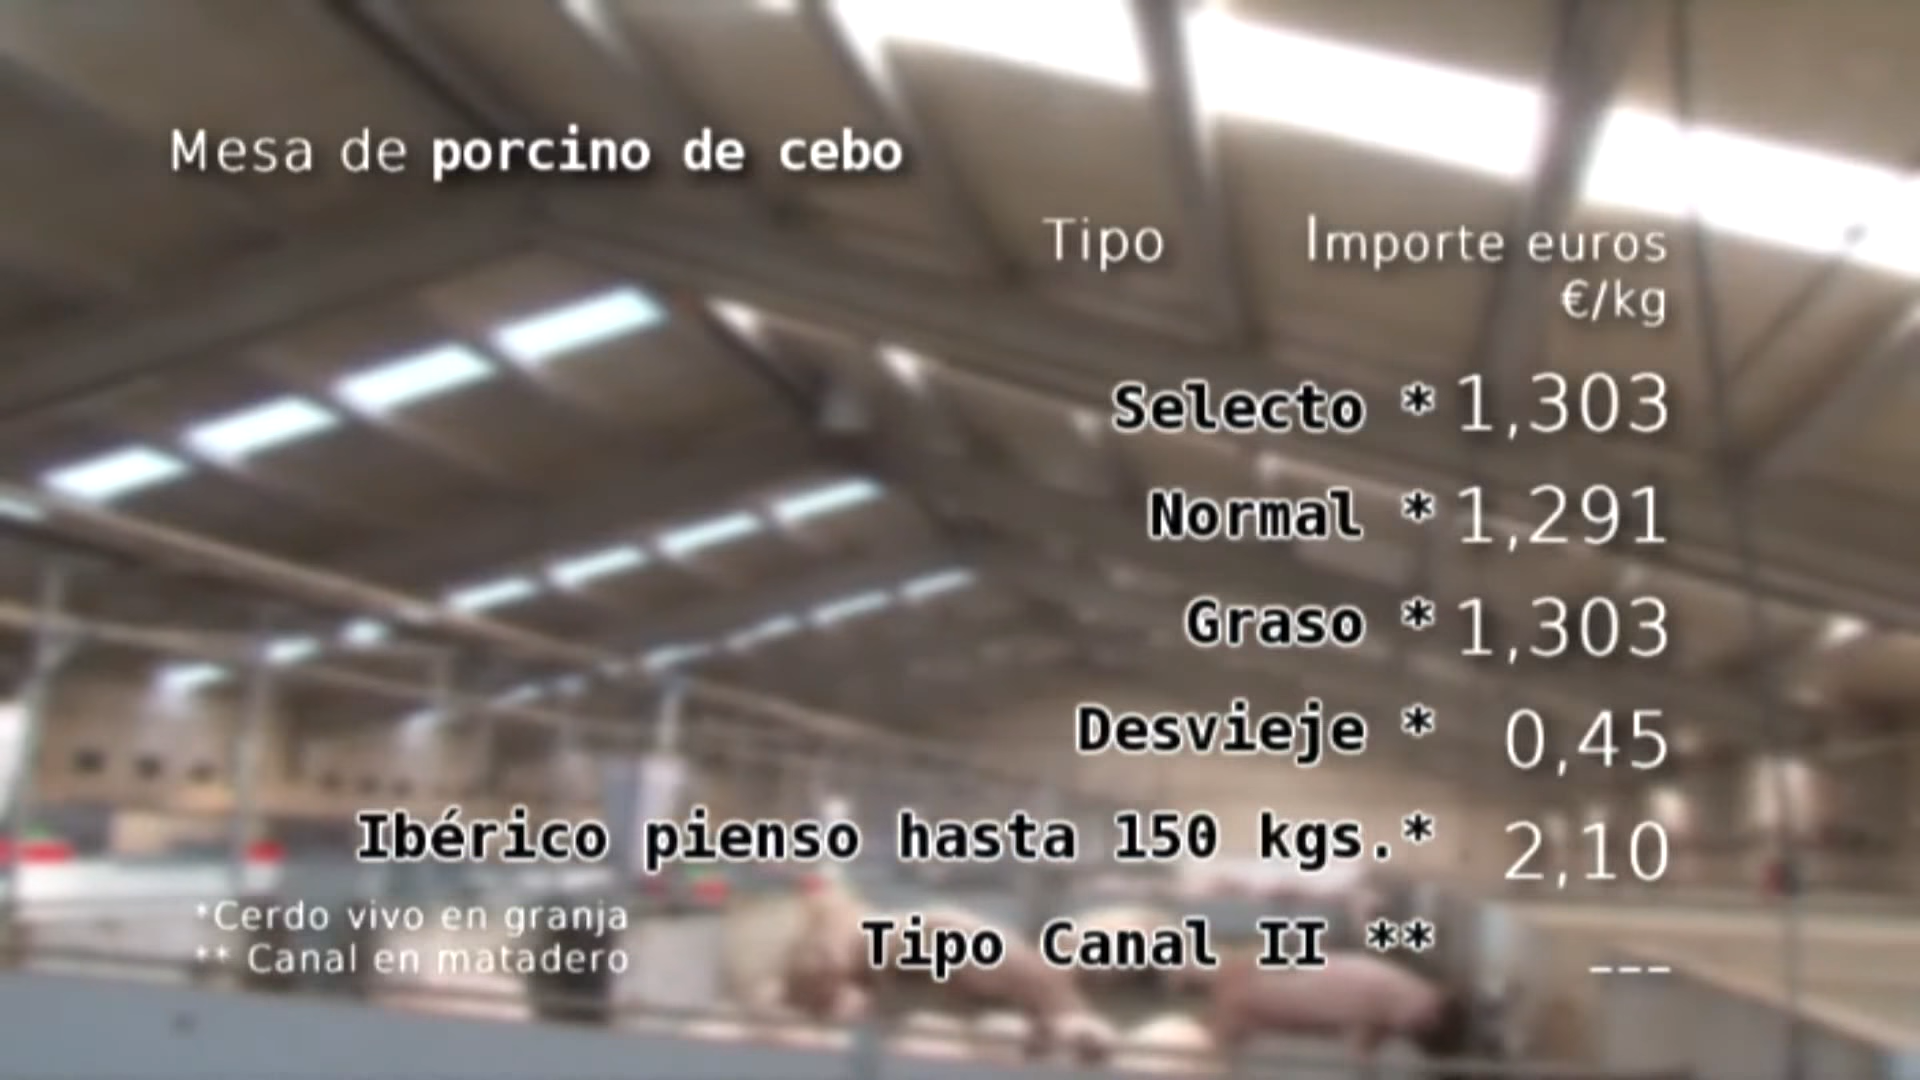 Mesa de porcino de cebo
Tipo Importe euros
€/kg
Selecto * 1,303
Normal * 1,291
Graso * 1,303
Desvieje * 0,45
Ibérico pienso hasta 150 kgs.* 2,10
*Cerdo vivo en granja
** Canal en matadero
Tipo Canal II ** ---